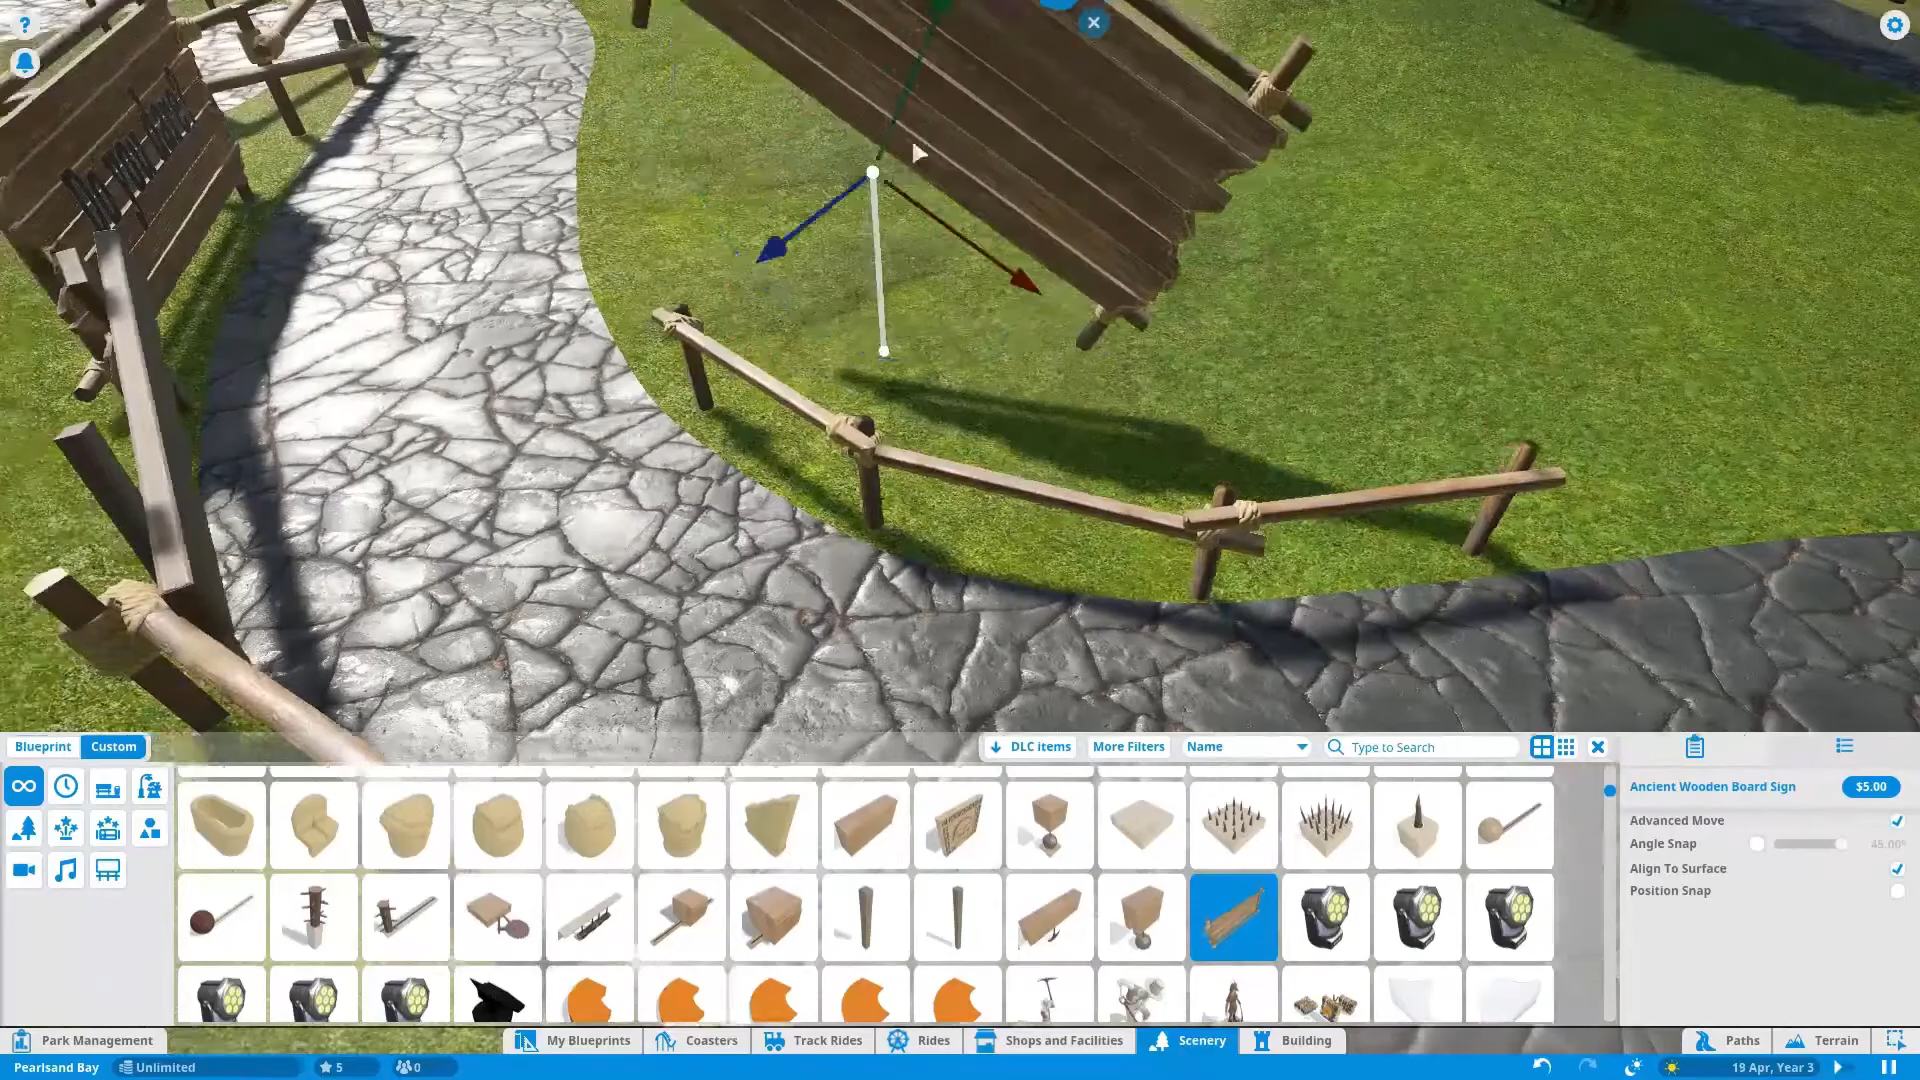 ?
Blueprint
Custom
DLC items
More Filters
Name
Type to Search
Ancient Wooden Board Sign
$5.00
Advanced Move
Angle Snap
45.00°
Align To Surface
Position Snap
Park Management
My Blueprints
Coasters
Track Rides
Rides
Shops and Facilities
Scenery
Building
Paths
Terrain
Pearlsand Bay
Unlimited
5
0
19 Apr, Year 3